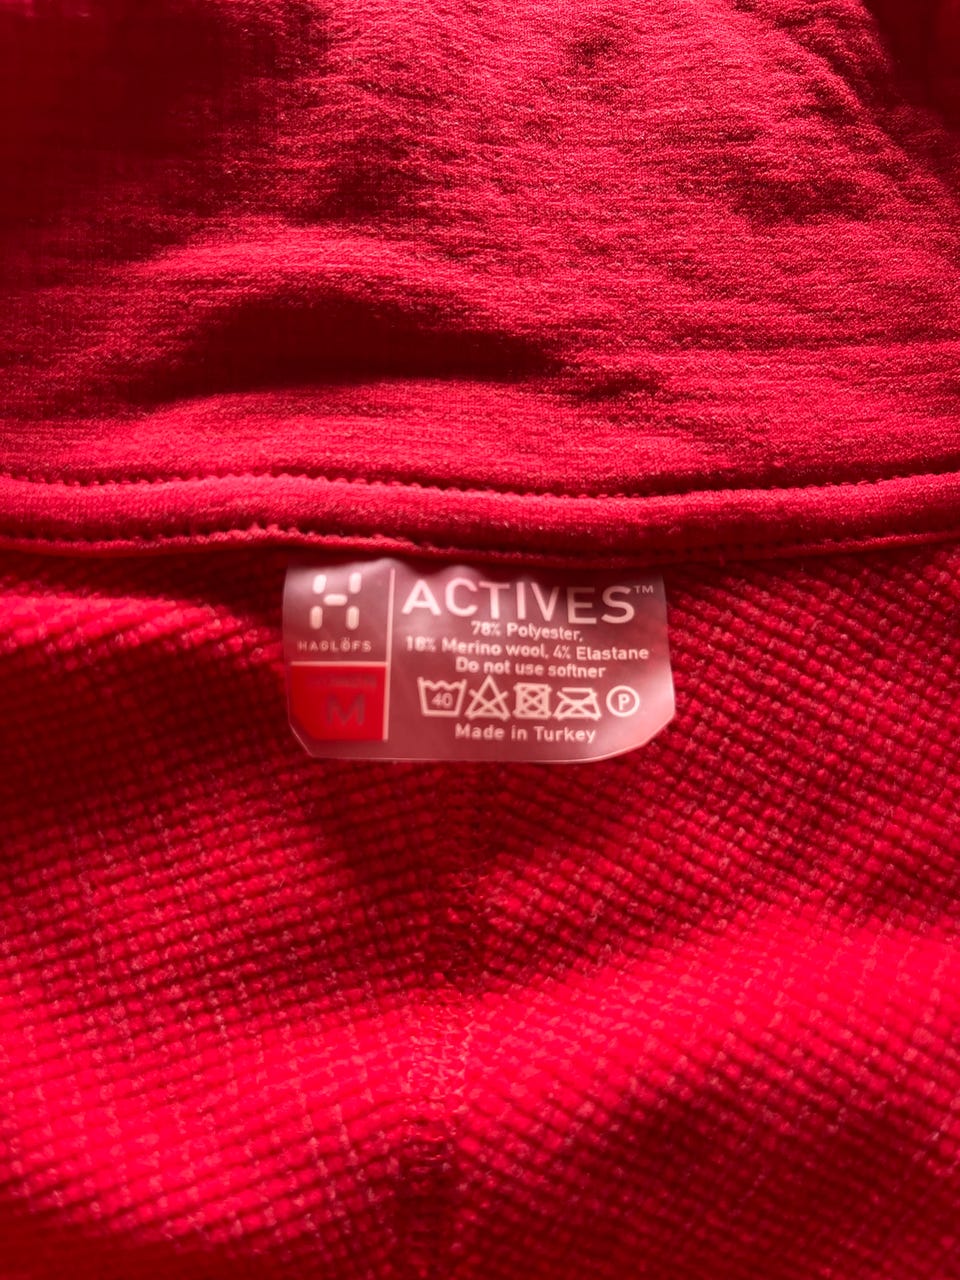 HAGLÖFS
M
ACTIVES™
78% Polyester,
18% Merino wool, 4% Elastane
Do not use softner
40 P
Made in Turkey